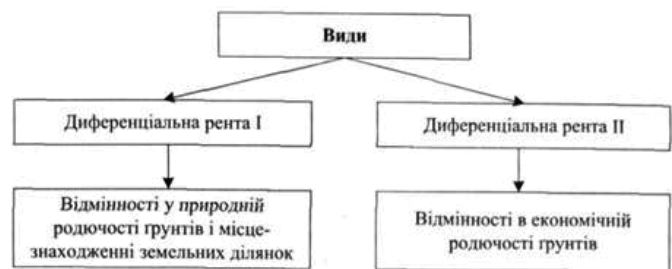 Види
Диференціальна рента I
Диференціальна рента II
Відмінності у природній
родючості ґрунтів і місце-
знаходженні земельних ділянок
Відмінності в економічній
родючості ґрунтів